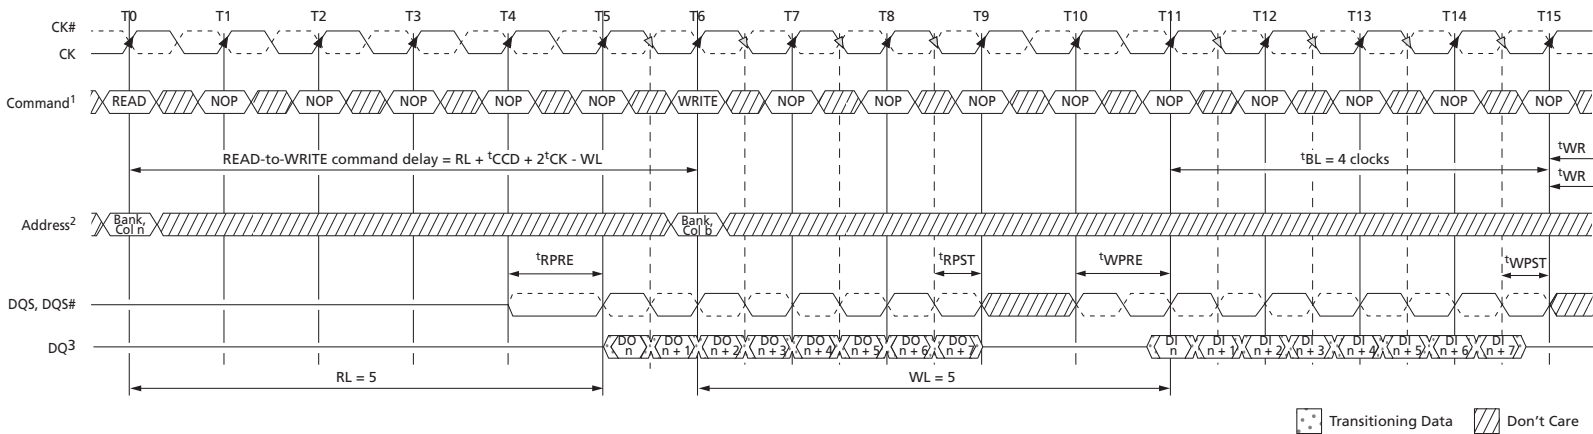 T0 T1 T2 T3 T4 T5 T6 T7 T8 T9 T10 T11 T12 T13 T14 T15
CK#
CK
Command1 READ NOP NOP NOP NOP NOP WRITE NOP NOP NOP NOP NOP NOP NOP NOP NOP
READ-to-WRITE command delay = RL + tCCD + 2tCK - WL tBL = 4 clocks tWR
tWR
Address2 Bank, Col n Bank, Col b
tRPRE tRPST tWPRE tWPST
DQS, DQS#
DQ3 DO n DO n + 1 DO n + 2 DO n + 3 DO n + 4 DO n + 5 DO n + 6 DO n + 7 DI n DI n + 1 DI n + 2 DI n + 3 DI n + 4 DI n + 5 DI n + 6 DI n + 7
RL = 5 WL = 5
Transitioning Data Don't Care